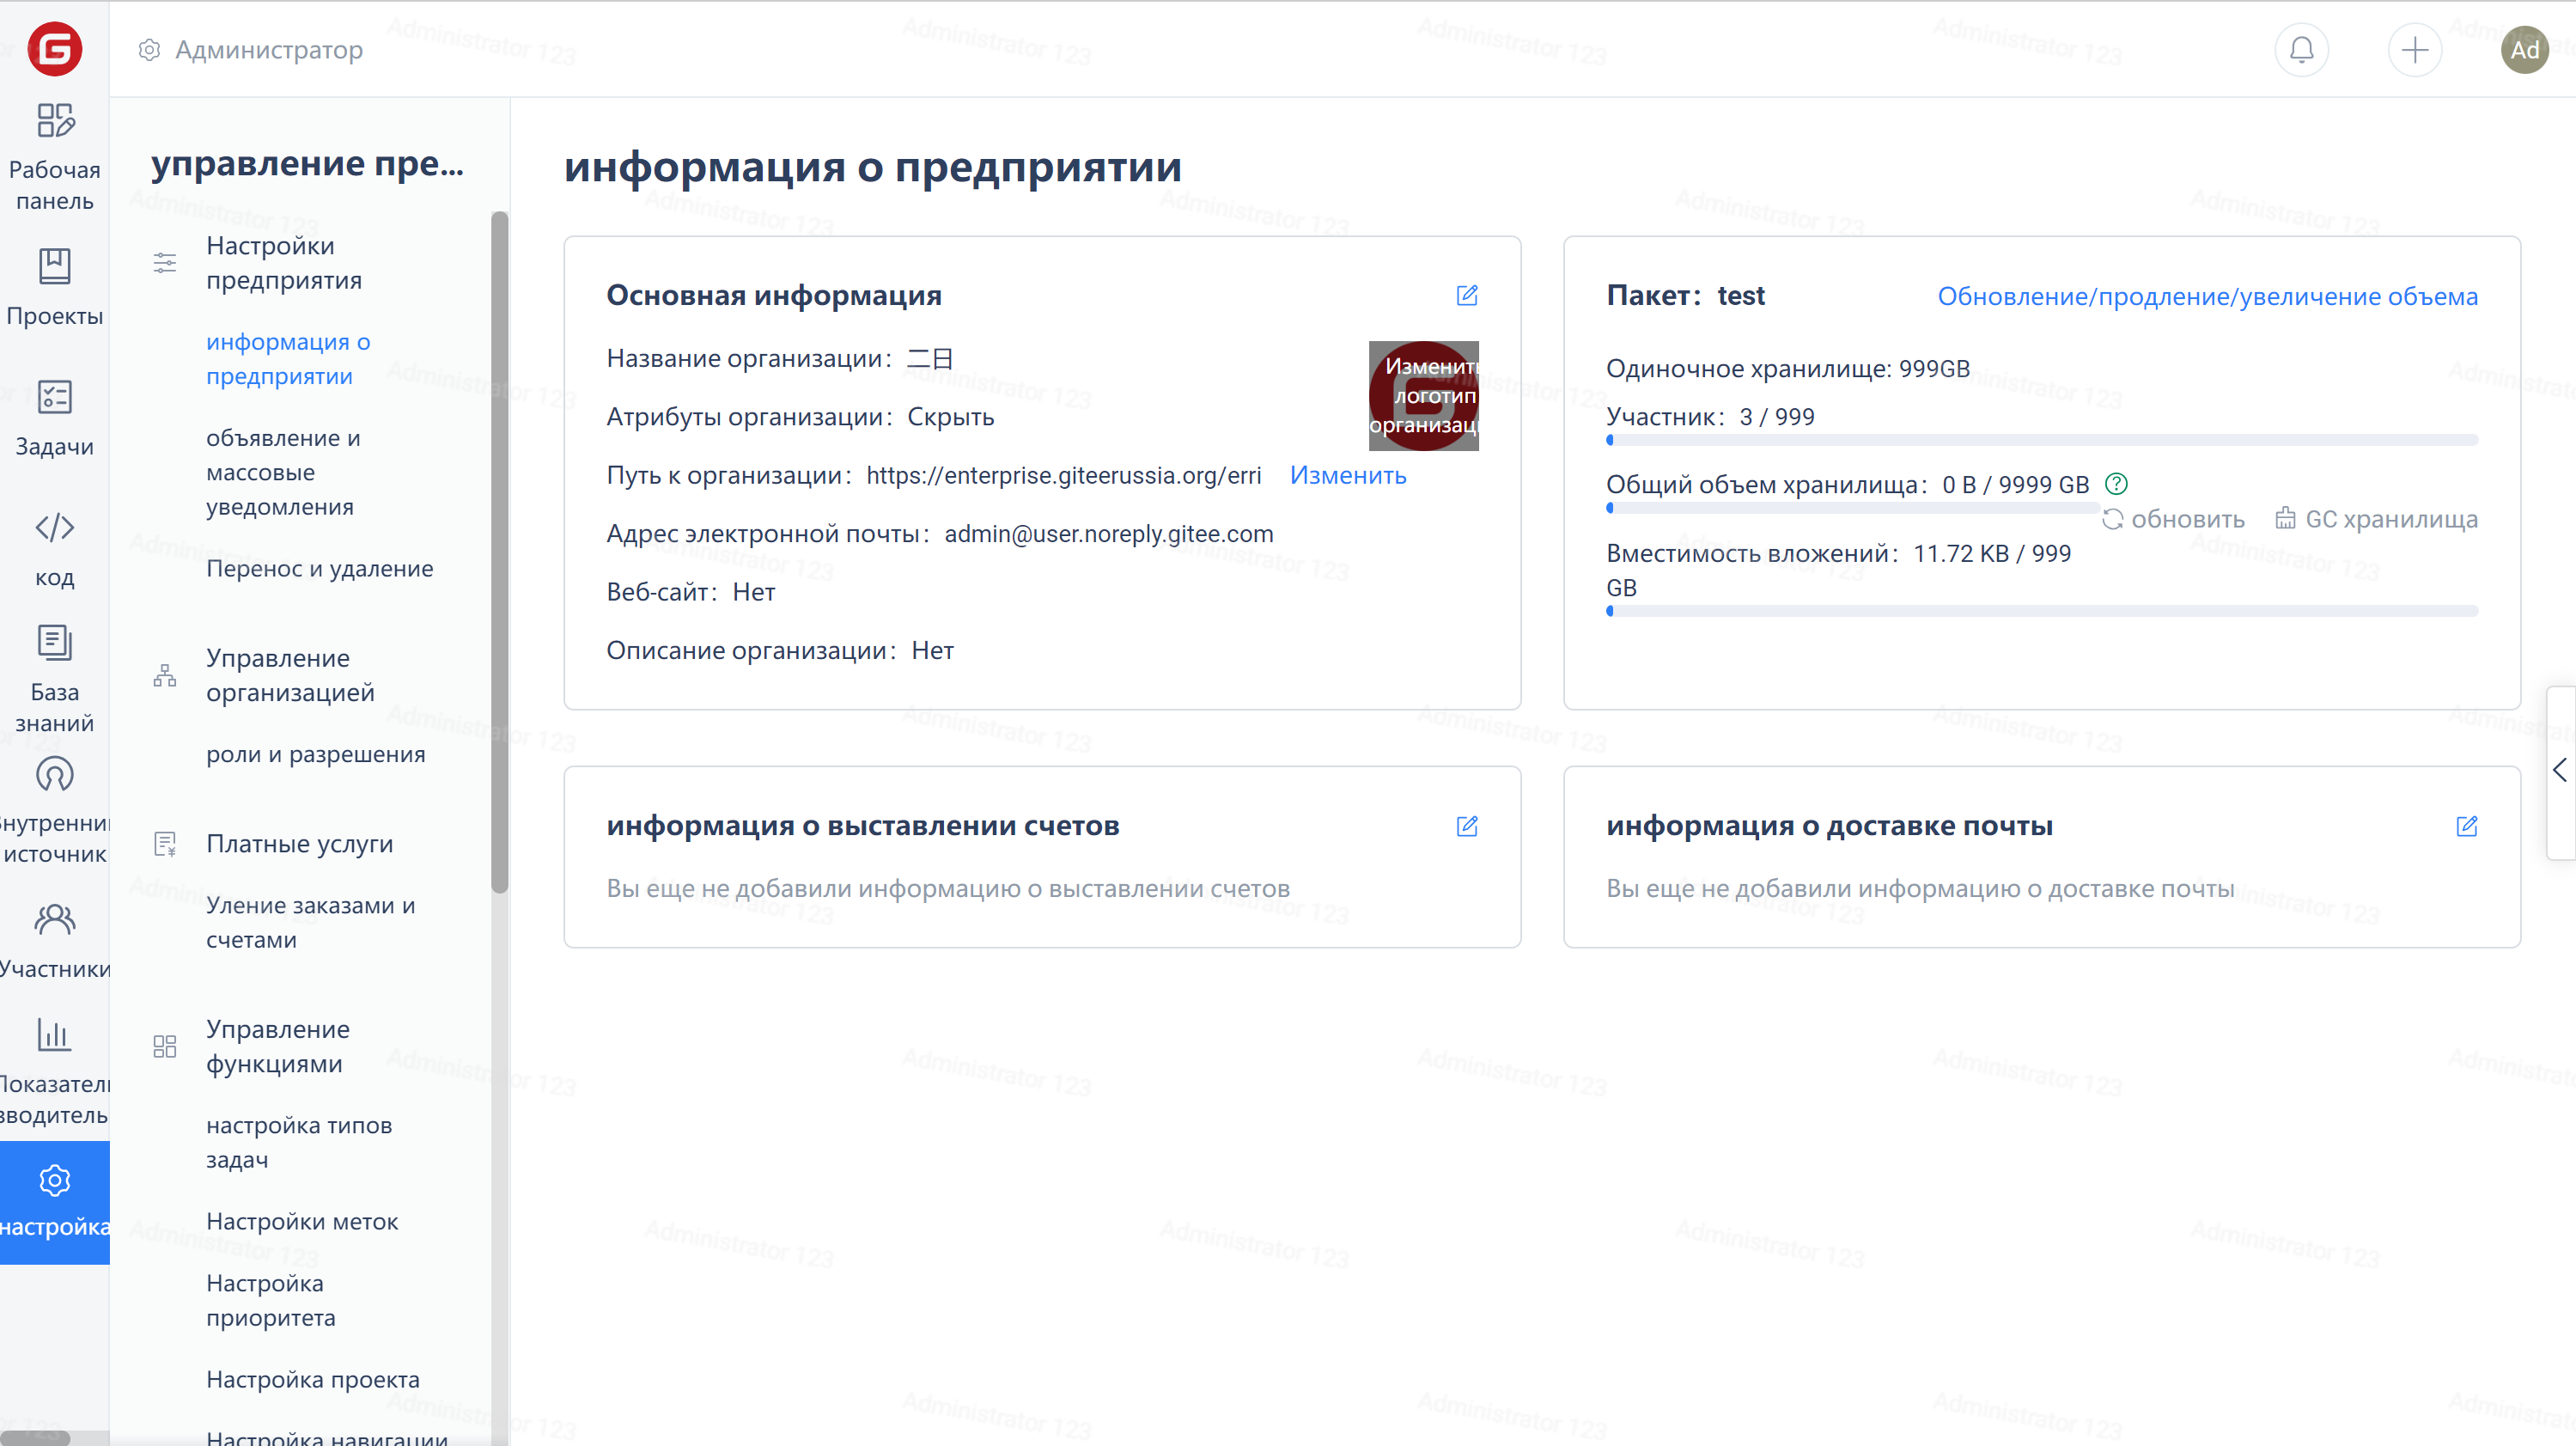 Администратор
Ad
Рабочая
панель
Проекты
Задачи
код
База
знаний
источник
Участники
настройка
управление пре...
Настройки
предприятия
информация о
предприятии
объявление и
массовые
уведомления
Перенос и удаление
Управление
организацией
роли и разрешения
Платные услуги
Уление заказами и
счетами
Управление
функциями
настройка типов
задач
Настройки меток
Настройка
приоритета
Настройка проекта
Настройка навигации
информация о предприятии
Основная информация
Название организации： 二日
Атрибуты организации： Скрыть
Путь к организации： https://enterprise.giteerussia.org/erri Изменить
Адрес электронной почты： admin@user.noreply.gitee.com
Веб-сайт： Нет
Описание организации： Нет
Изменить
логотип
Пакет： test
Обновление/продление/увеличение объема
Одиночное хранилище: 999GB
Участник： 3 / 999
Общий объем хранилища： 0 B / 9999 GB
обновить GC хранилища
Вместимость вложений： 11.72 KB / 999
GB
информация о выставлении счетов
Вы еще не добавили информацию о выставлении счетов
информация о доставке почты
Вы еще не добавили информацию о доставке почты
Administrator 123